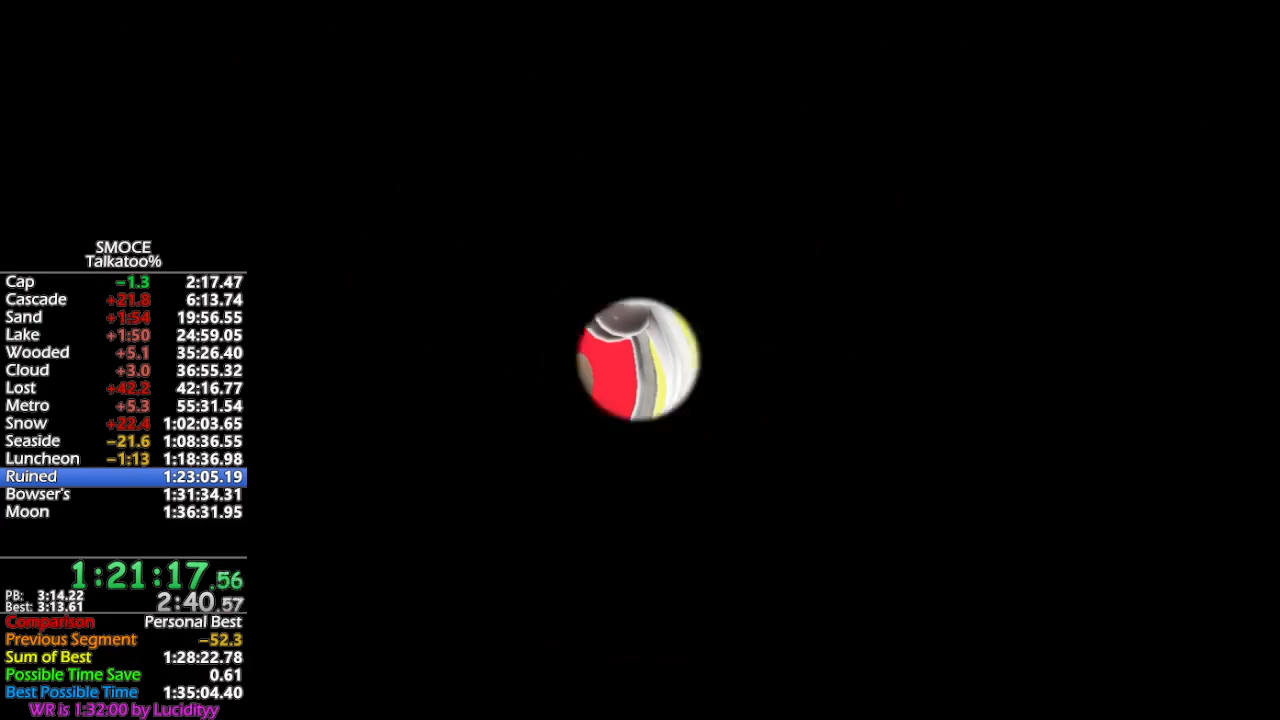 SMOCE
Talkatoo%
Cap −1.3 2:17.47
Cascade +21.8 6:13.74
Sand +1:54 19:56.55
Lake +1:50 24:59.05
Wooded +5.1 35:26.40
Cloud +3.0 36:55.32
Lost +42.2 42:16.77
Metro +5.3 55:31.54
Snow +22.4 1:02:03.65
Seaside −21.6 1:08:36.55
Luncheon −1:13 1:18:36.98
Ruined 1:23:05.19
Bowser's 1:31:34.31
Moon 1:36:31.95
1:21:17.56
PB: 3:14.22
Best: 3:13.61 2:40.57
Comparison Personal Best
Previous Segment −52.3
Sum of Best 1:28:22.78
Possible Time Save 0.61
Best Possible Time 1:35:04.40
WR is 1:32:00 by Lucidityy